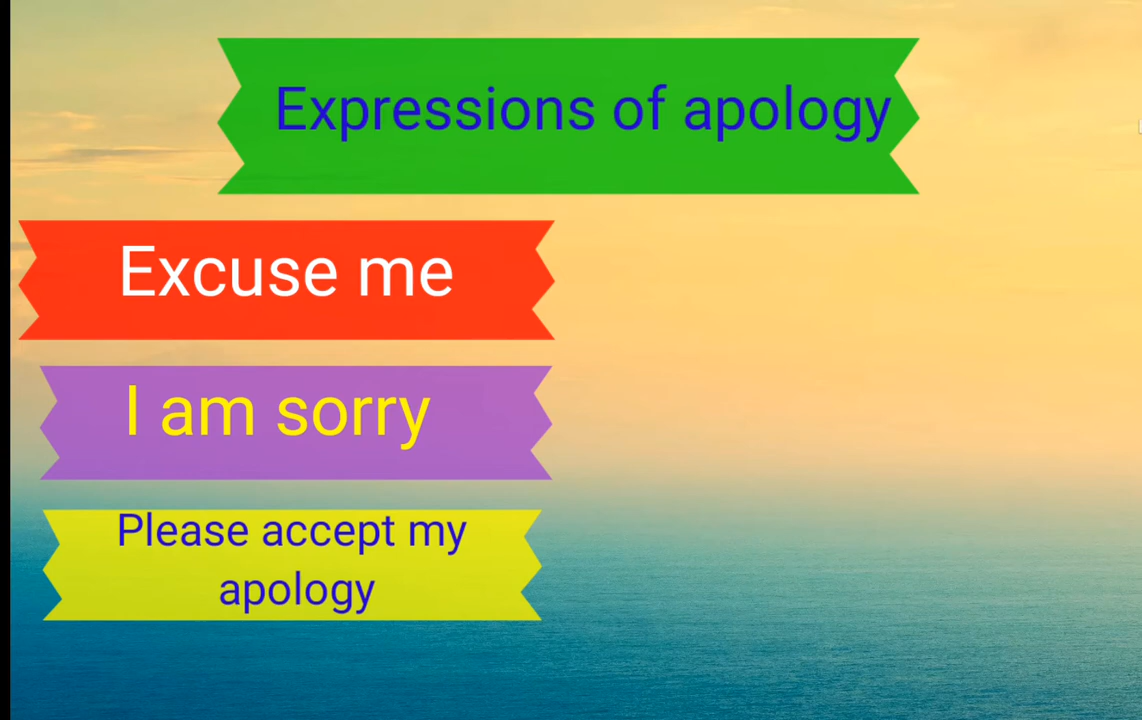 Expressions of apology
Excuse me
I am sorry
Please accept my
apology